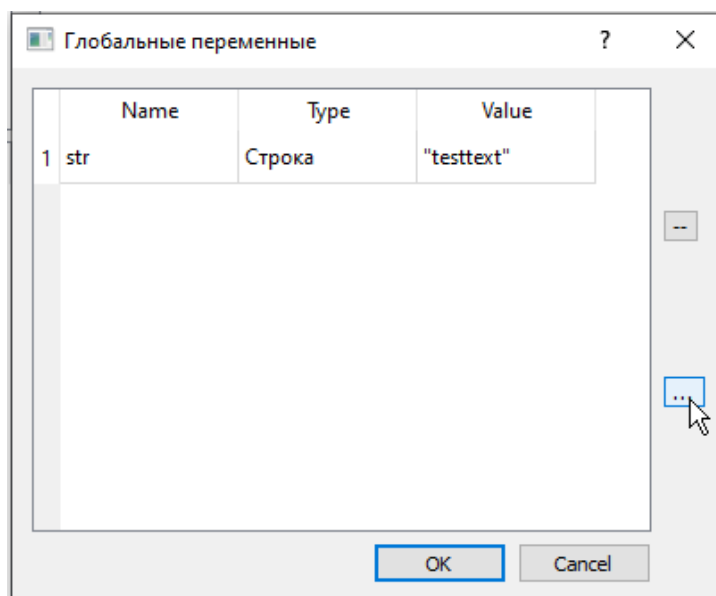 Глобальные переменные ?
Name Type Value
1 str Строка "testtext"
--
...
OK Cancel